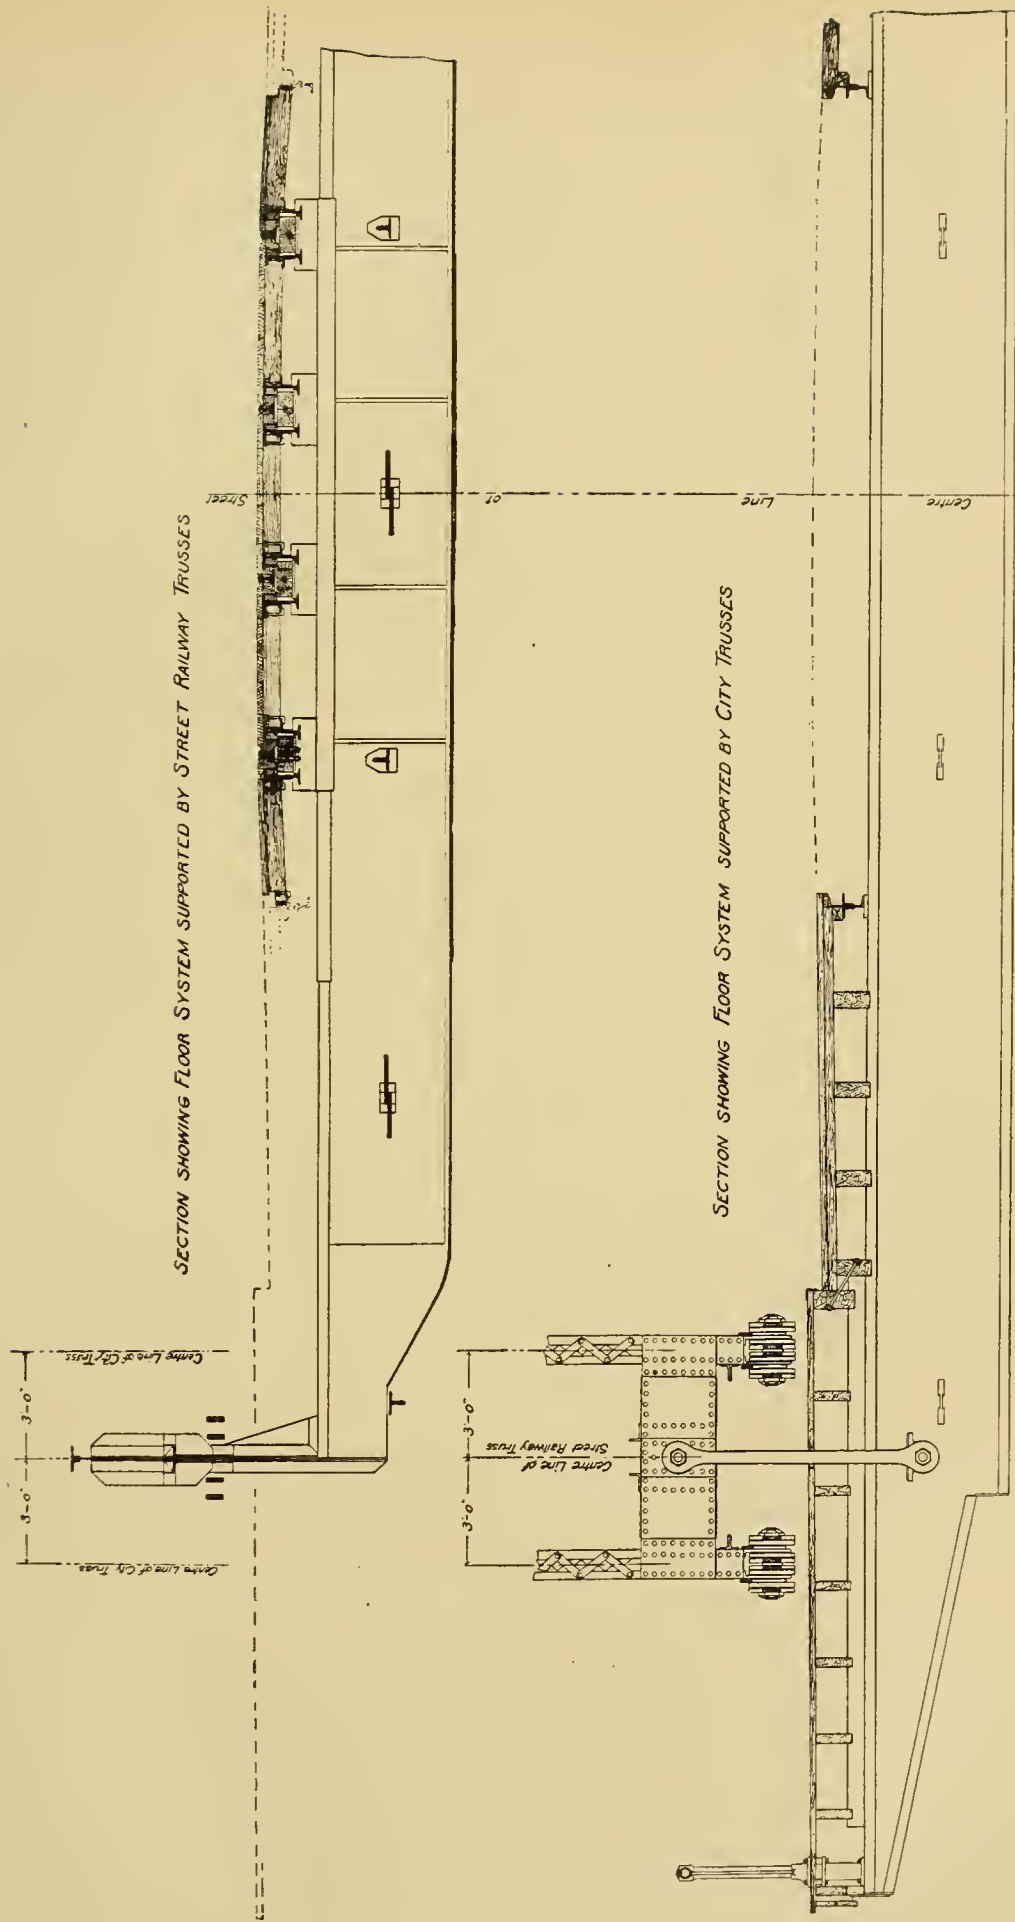 SECTION SHOWING FLOOR SYSTEM SUPPORTED BY STREET RAILWAY TRUSSES
Centre Line of City Truss
3'-0"
3'-0"
Centre Line of City Truss
Street
of
Line
Centre
SECTION SHOWING FLOOR SYSTEM SUPPORTED BY CITY TRUSSES
3'-0"
Centre Line of
Street Railway Truss
3'-0"